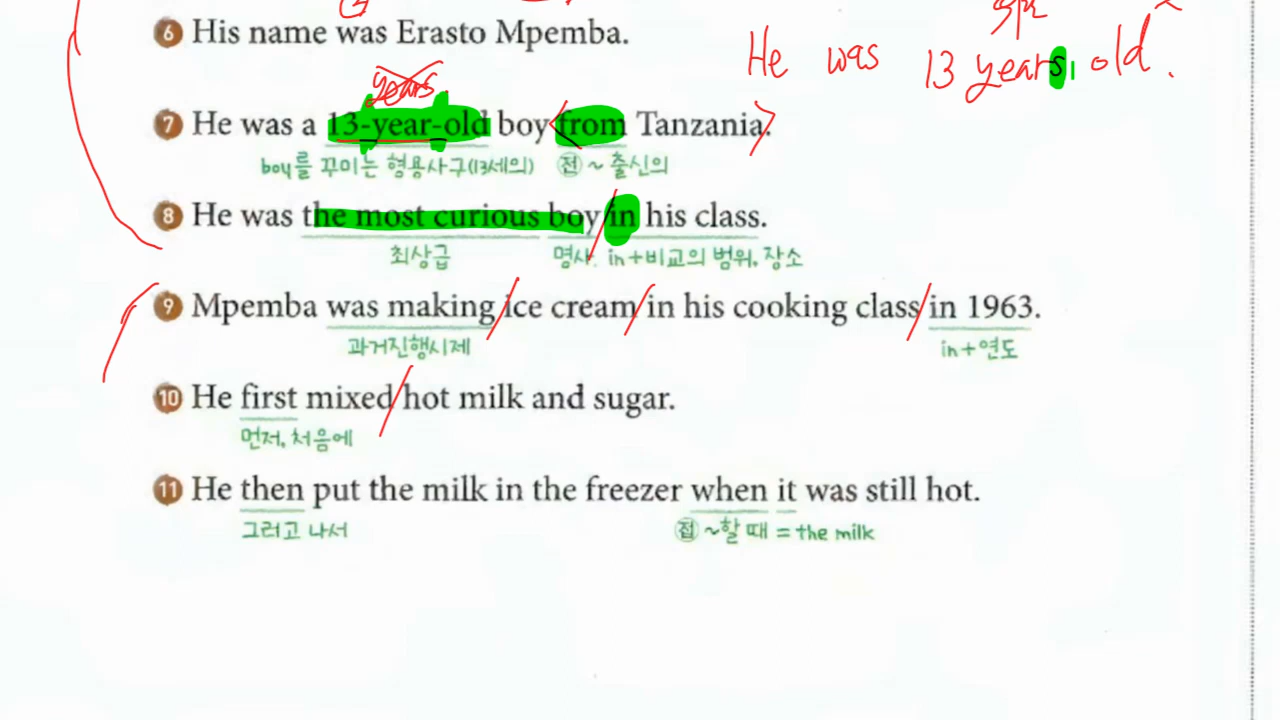 6 His name was Erasto Mpemba.
He was 13 years old.
years
7 He was a 13-year-old boy from Tanzania.
boy를 꾸미는 형용사구(13세의) 전 ~ 출신의
8 He was the most curious boy in his class.
최상급 명사. in+비교의 범위, 장소
9 Mpemba was making ice cream in his cooking class in 1963.
과거진행시제 in+연도
10 He first mixed hot milk and sugar.
먼저, 처음에
11 He then put the milk in the freezer when it was still hot.
그러고 나서 접 ~할 때 = the milk